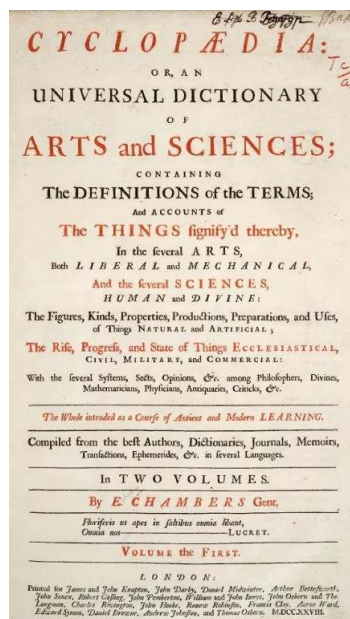 CYCLOPÆDIA:
OR, AN
UNIVERSAL DICTIONARY
OF
ARTS and SCIENCES;
CONTAINING
The DEFINITIONS of the TERMS;
And ACCOUNTS of
The THINGS ſignify'd thereby,
In the ſeveral ARTS,
Both LIBERAL and MECHANICAL,
And the ſeveral SCIENCES,
HUMAN and DIVINE:
The Figures, Kinds, Properties, Productions, Preparations, and Uſes,
of Things NATURAL and ARTIFICIAL;
The Riſe, Progreſs, and State of Things ECCLESIASTICAL,
CIVIL, MILITARY, and COMMERCIAL:
With the ſeveral Syſtems, Sects, Opinions, &c. among Philoſophers, Divines,
Mathematicians, Phyſicians, Antiquaries, Criticks, &c.
The Whole intended as a Courſe of Antient and Modern LEARNING.
Compiled from the beſt Authors, Dictionaries, Journals, Memoirs,
Tranſactions, Ephemerides, &c. in ſeveral Languages.
In TWO VOLUMES.
By E. CHAMBERS Gent.
Floriferis ut apes in ſaltibus omnia libant,
Omnia nos LUCRET.
VOLUME the FIRST.
LONDON:
Printed for James and John Knapton, John Darby, Daniel Midwinter, Arthur Betteſworth,
John Senex, Robert Goſling, John Pemberton, William and John Innys, John Osborn and Tho.
Longman, Charles Rivington, John Hooke, Ranew Robinſon, Francis Clay, Aaron Ward,
Edward Symon, Daniel Browne, Andrew Johnſton, and Thomas Osborn. M.DCC.XXVIII.